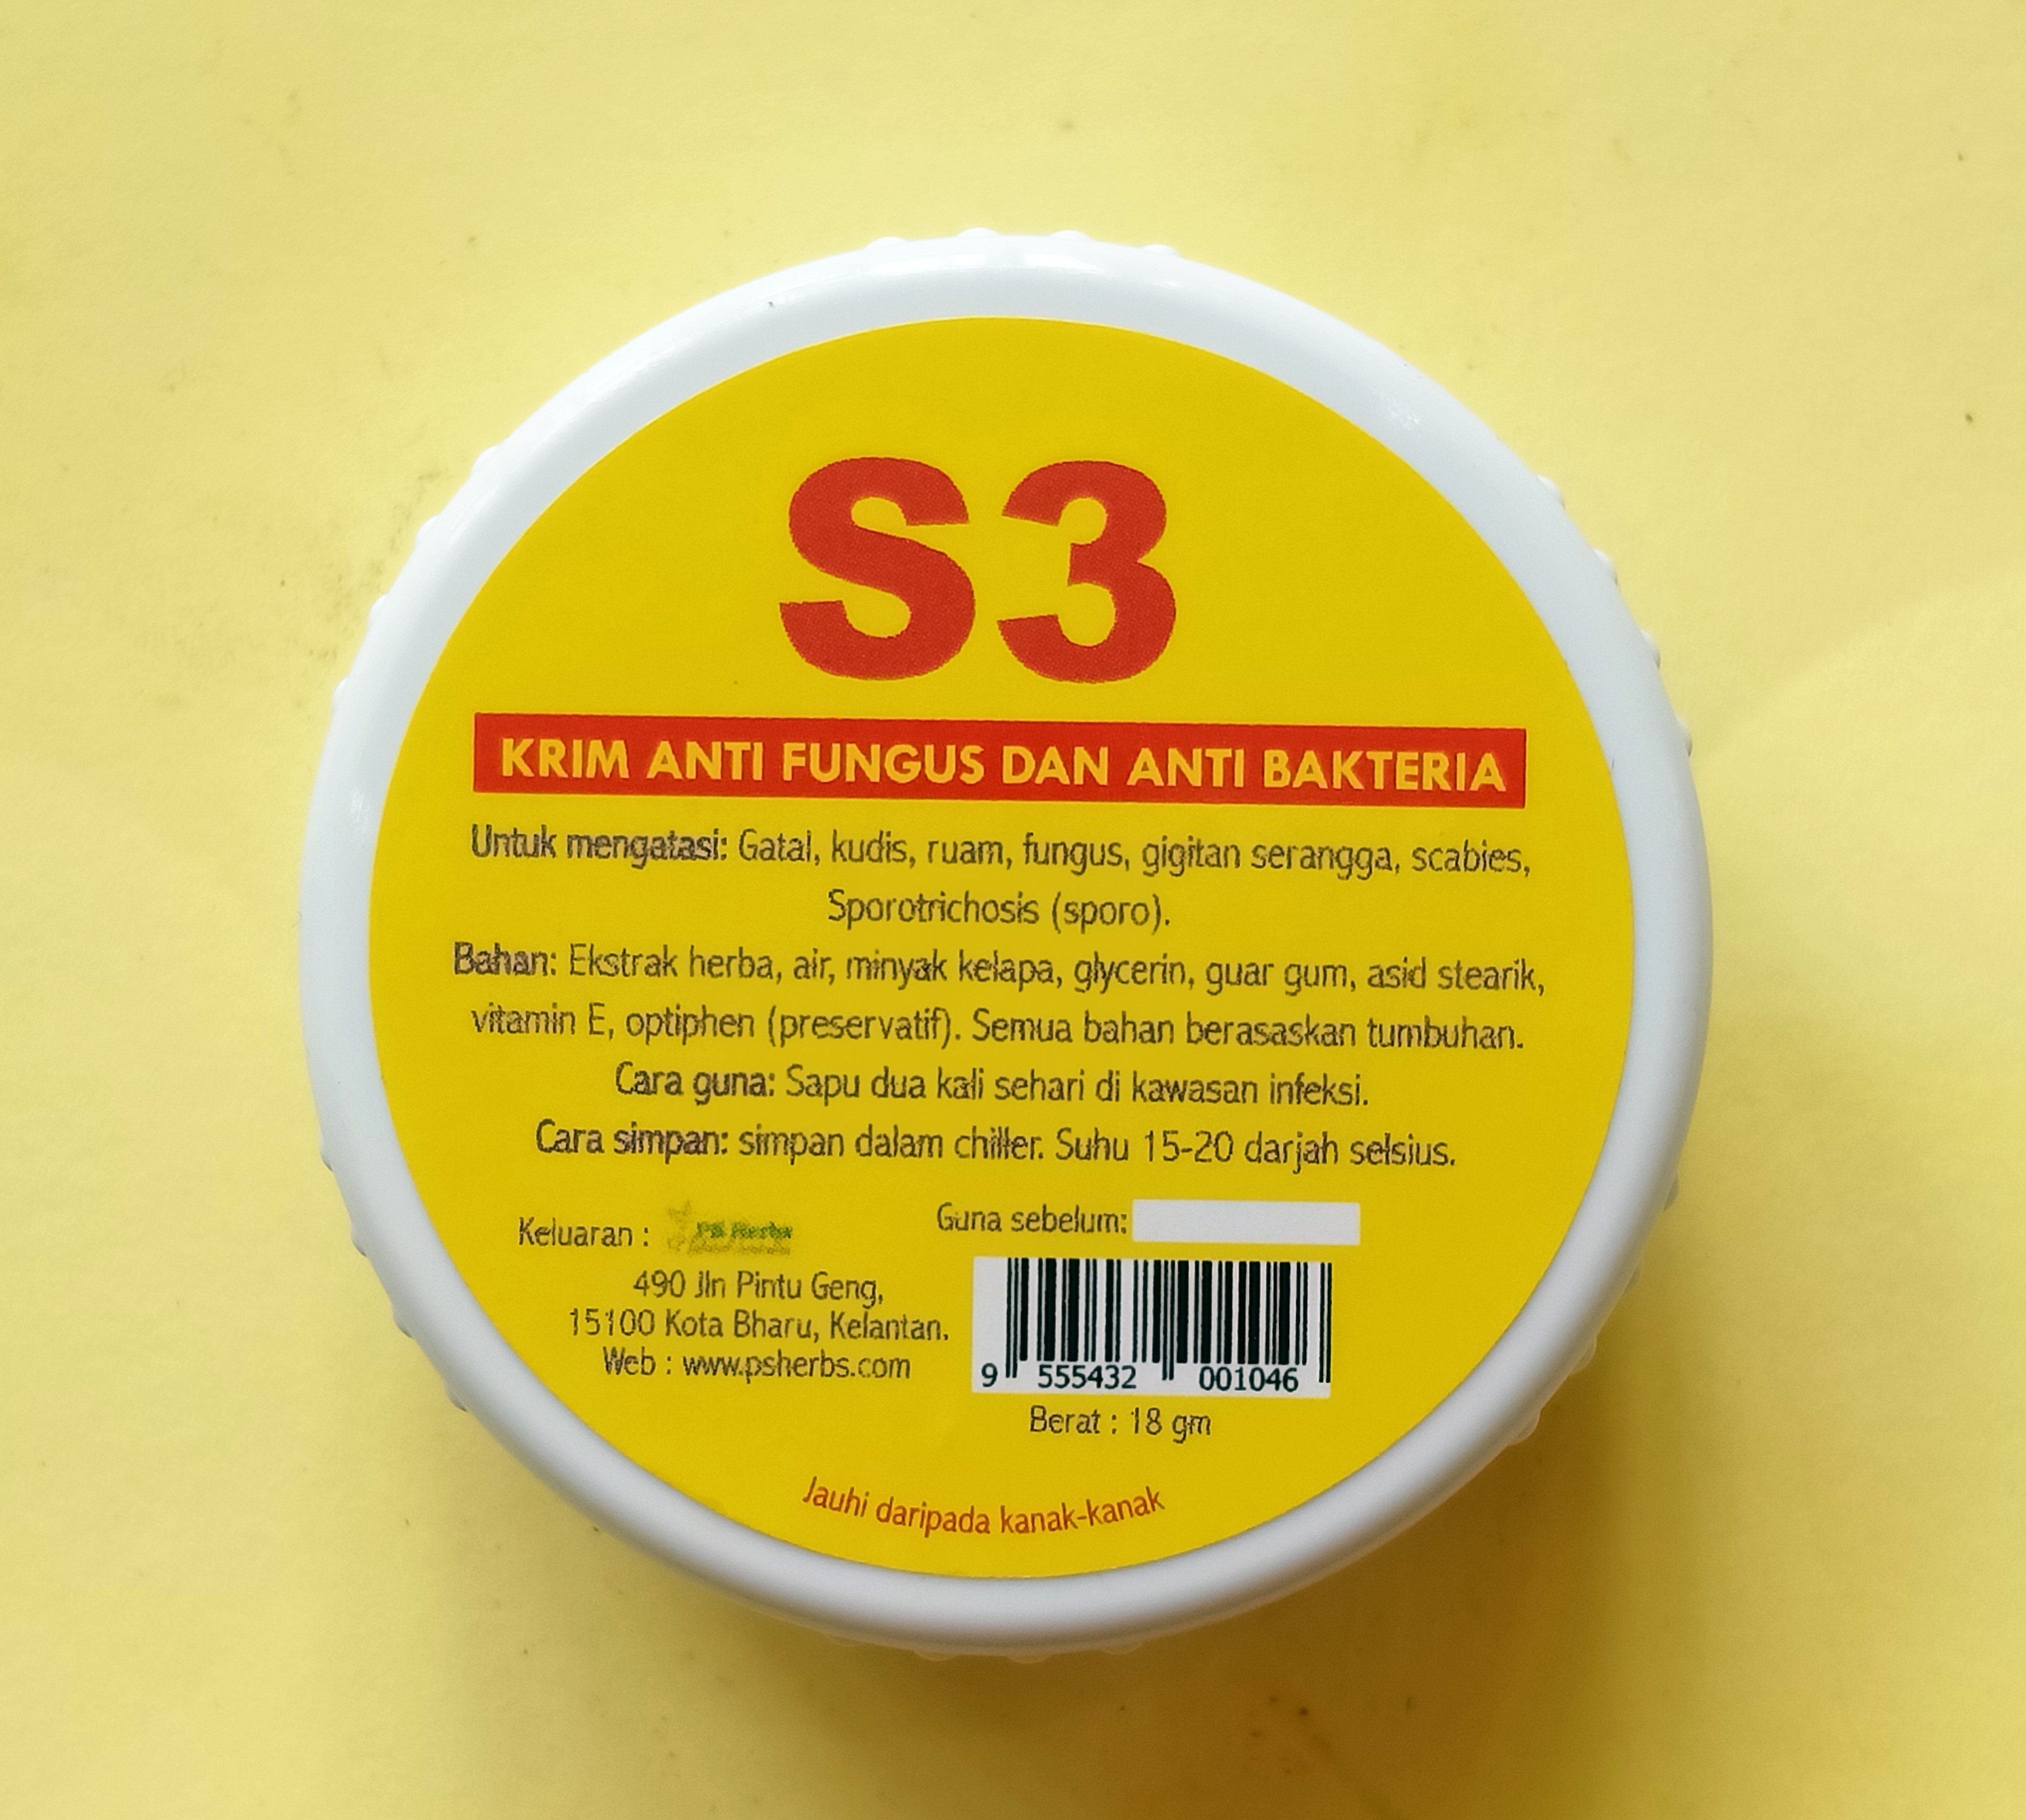 S3
KRIM ANTI FUNGUS DAN ANTI BAKTERIA
Untuk mengatasi: Gatal, kudis, ruam, fungus, gigitan serangga, scabies,
Sporotrichosis (sporo).
Bahan: Ekstrak herba, air, minyak kelapa, glycerin, guar gum, asid stearik,
vitamin E, optiphen (preservatif). Semua bahan berasaskan tumbuhan.
Cara guna: Sapu dua kali sehari di kawasan infeksi.
Cara simpan: simpan dalam chiller. Suhu 15-20 darjah selsius.
Keluaran : PS Herbs
490 Jln Pintu Geng,
15100 Kota Bharu, Kelantan.
Web : www.psherbs.com
Guna sebelum:
9 555432 001046
Berat : 18 gm
Jauhi daripada kanak-kanak